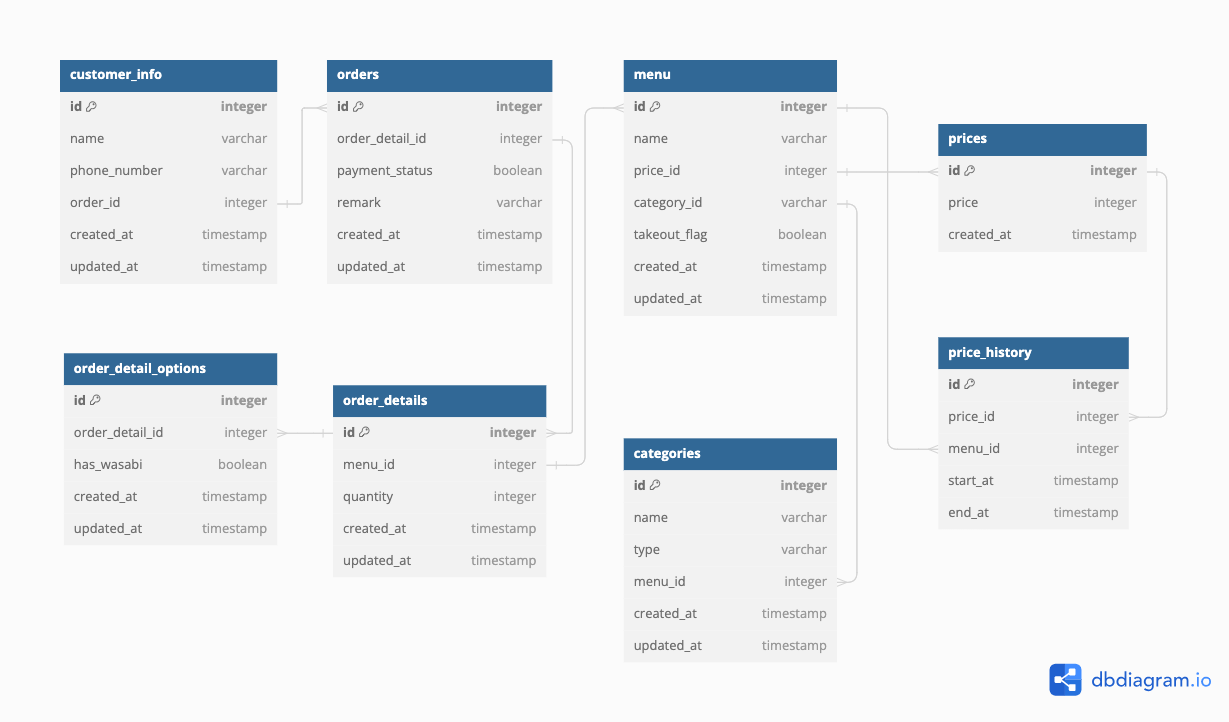 customer_info
id integer
name varchar
phone_number varchar
order_id integer
created_at timestamp
updated_at timestamp
orders
id integer
order_detail_id integer
payment_status boolean
remark varchar
created_at timestamp
updated_at timestamp
menu
id integer
name varchar
price_id integer
category_id varchar
takeout_flag boolean
created_at timestamp
updated_at timestamp
prices
id integer
price integer
created_at timestamp
order_detail_options
id integer
order_detail_id integer
has_wasabi boolean
created_at timestamp
updated_at timestamp
order_details
id integer
menu_id integer
quantity integer
created_at timestamp
updated_at timestamp
categories
id integer
name varchar
type varchar
menu_id integer
created_at timestamp
updated_at timestamp
price_history
id integer
price_id integer
menu_id integer
start_at timestamp
end_at timestamp
dbdiagram.io